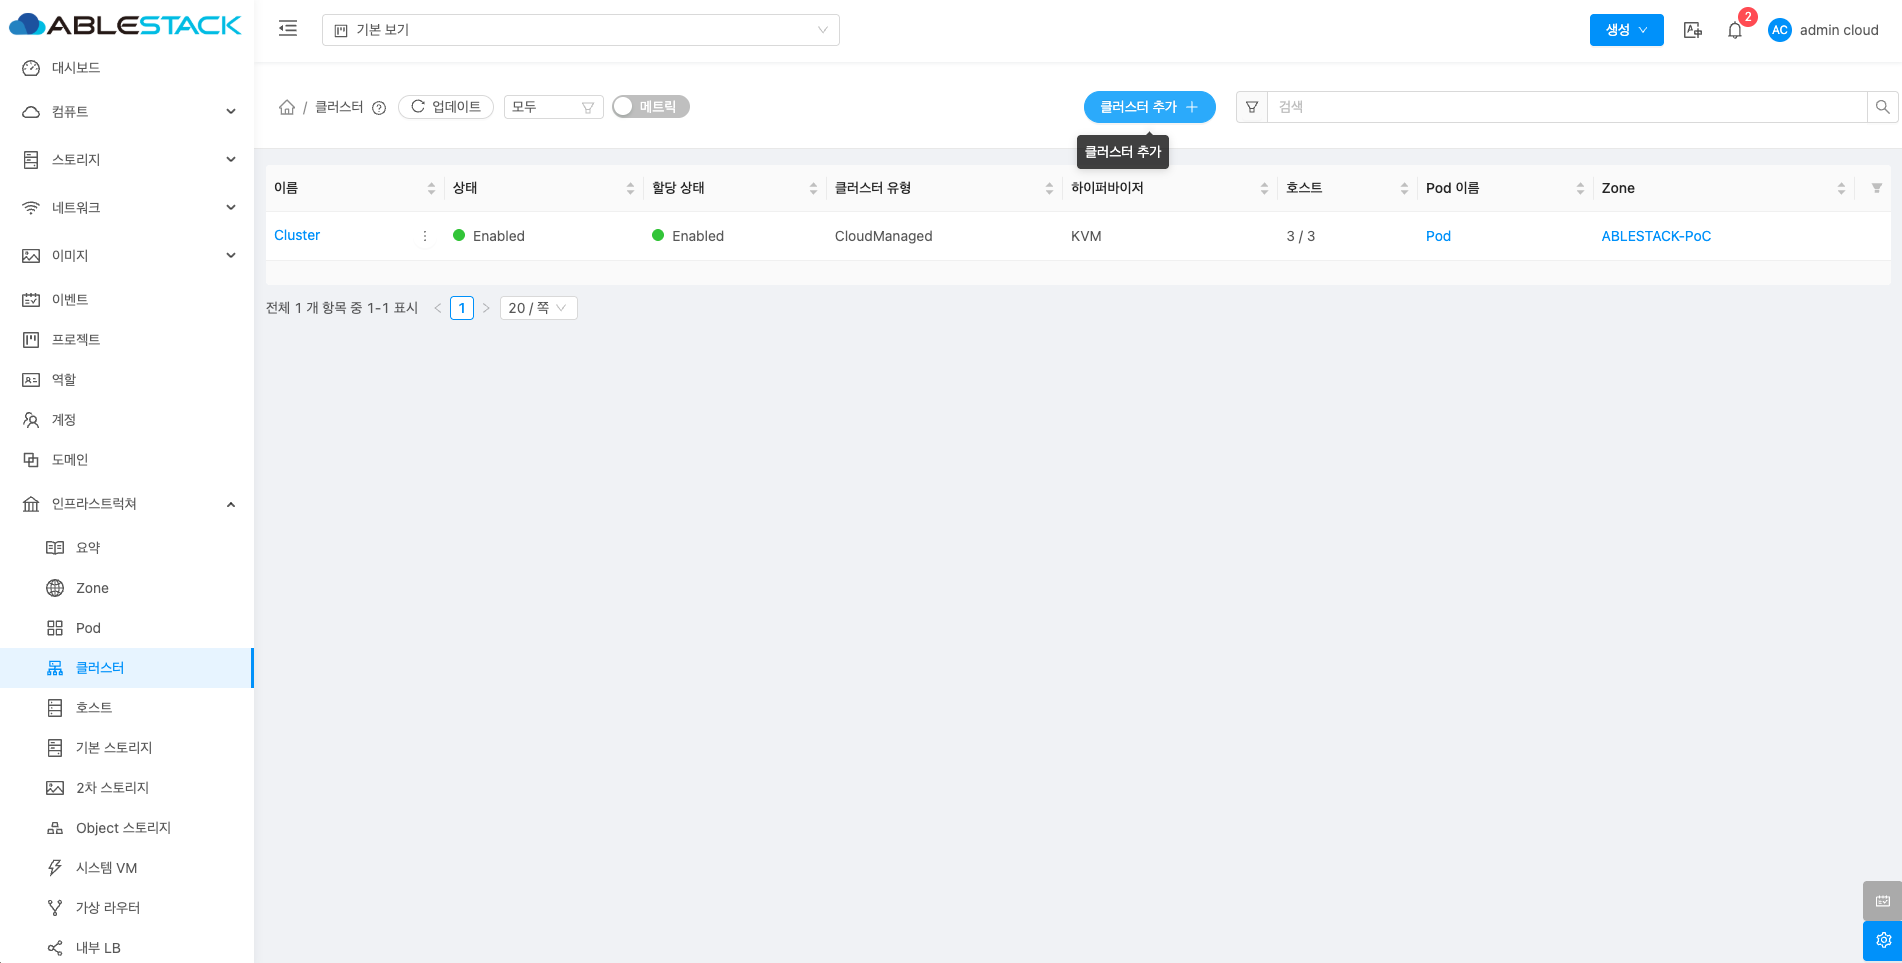 ABLESTACK
기본 보기
생성
2
AC
admin cloud
대시보드
컴퓨트
스토리지
네트워크
이미지
이벤트
프로젝트
역할
계정
도메인
인프라스트럭쳐
요약
Zone
Pod
클러스터
호스트
기본 스토리지
2차 스토리지
Object 스토리지
시스템 VM
가상 라우터
내부 LB
/ 클러스터
업데이트
모두
메트릭
클러스터 추가
검색
클러스터 추가
이름 상태 할당 상태 클러스터 유형 하이퍼바이저 호스트 Pod 이름 Zone
Cluster Enabled Enabled CloudManaged KVM 3 / 3 Pod ABLESTACK-PoC
전체 1 개 항목 중 1-1 표시 < 1 > 20 / 쪽